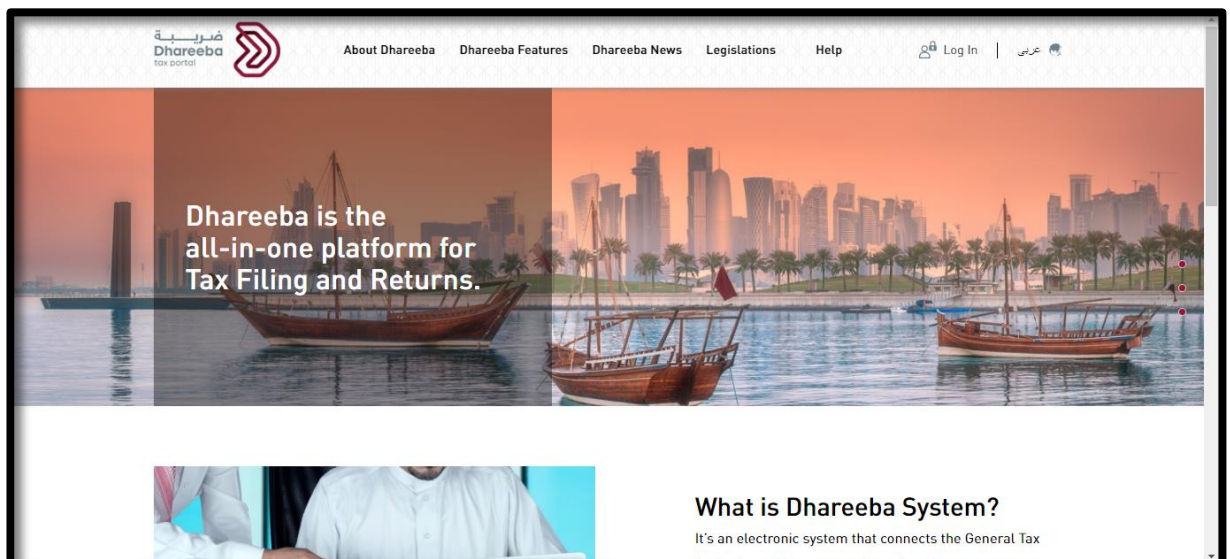 ضريبة
Dhareeba
tax portal
About Dhareeba
Dhareeba Features
Dhareeba News
Legislations
Help
Log In
عربي
Dhareeba is the
all-in-one platform for
Tax Filing and Returns.
What is Dhareeba System?
It's an electronic system that connects the General Tax